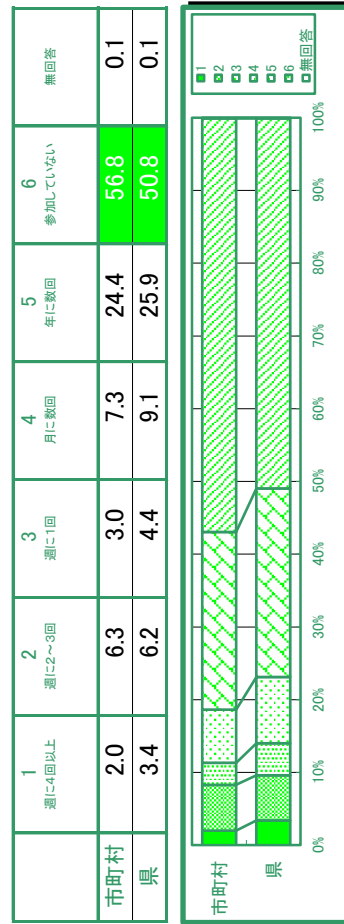 1 2 3 4 5 6 無回答
週に4回以上 週に2～3回 週に1回 月に数回 年に数回 参加していない
市町村 2.0 6.3 3.0 7.3 24.4 56.8 0.1
県 3.4 6.2 4.4 9.1 25.9 50.8 0.1
市町村
県
0% 10% 20% 30% 40% 50% 60% 70% 80% 90% 100%
1
2
3
4
5
6
無回答